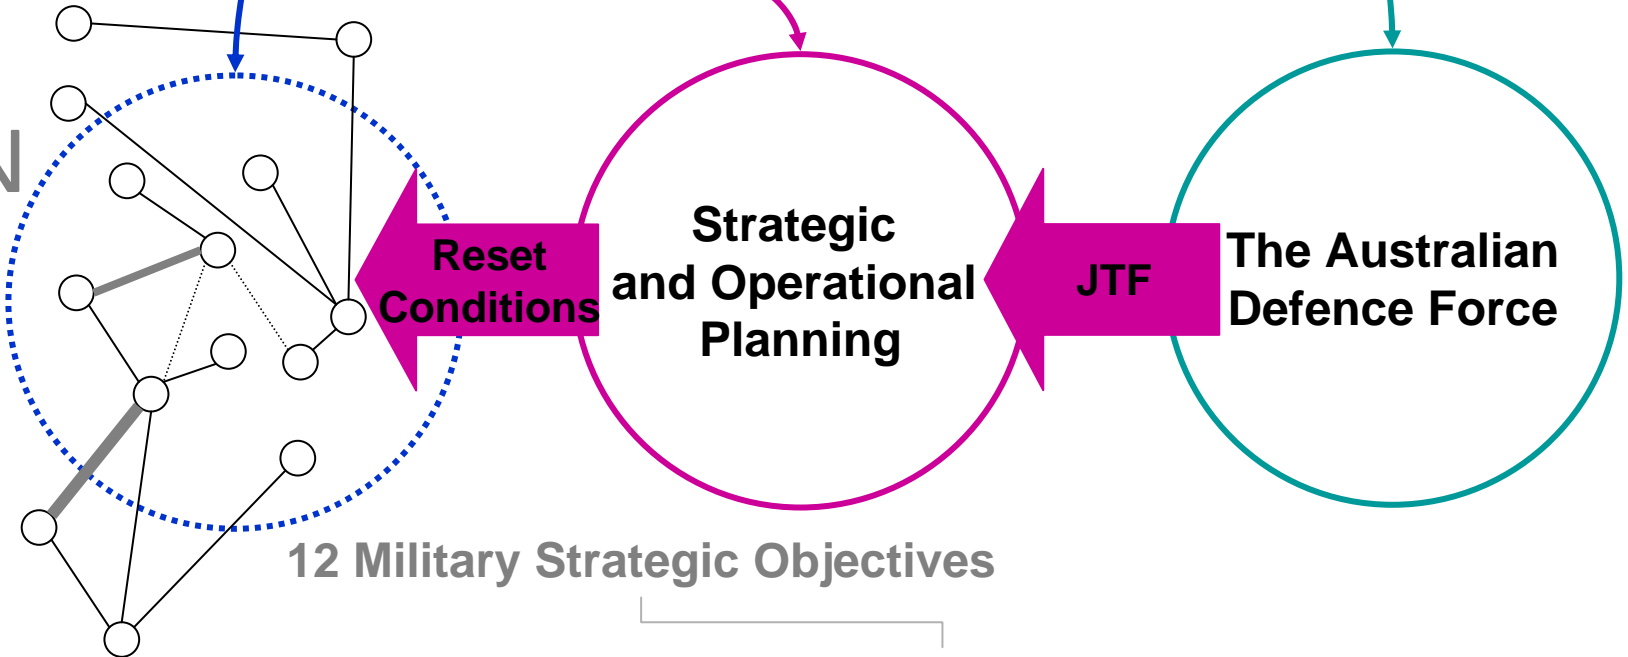 N
Reset
Conditions
Strategic
and Operational
Planning
JTF
The Australian
Defence Force
12 Military Strategic Objectives